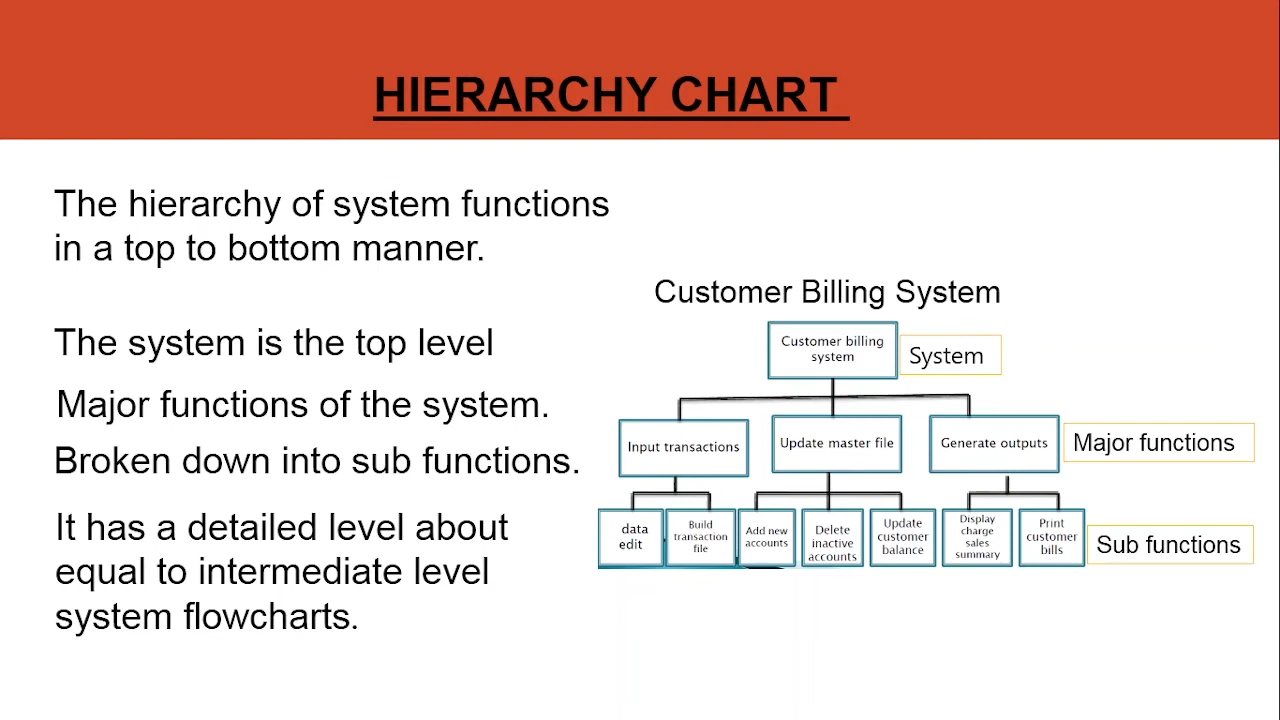 HIERARCHY CHART
The hierarchy of system functions
in a top to bottom manner.
The system is the top level
Major functions of the system.
Broken down into sub functions.
It has a detailed level about
equal to intermediate level
system flowcharts.
Customer Billing System
Customer billing
system
System
Input transactions
Update master file
Generate outputs
Major functions
data
edit
Build
transaction
file
Add new
accounts
Delete
inactive
accounts
Update
customer
balance
Display
charge
sales
summary
Print
customer
bills
Sub functions